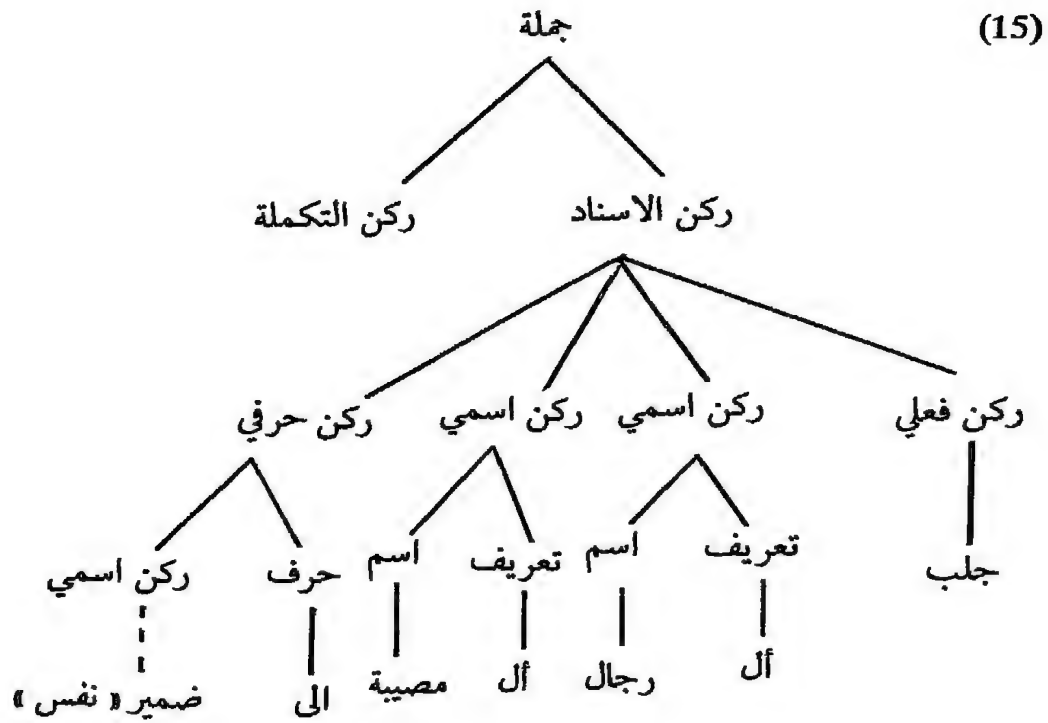 (15)
جملة
ركن الاسناد ركن التكملة
ركن فعلي ركن اسمي ركن اسمي ركن حرفي
جلب تعريف اسم تعريف اسم حرف ركن اسمي
أل رجال أل مصيبة الى ضمير « نفس »